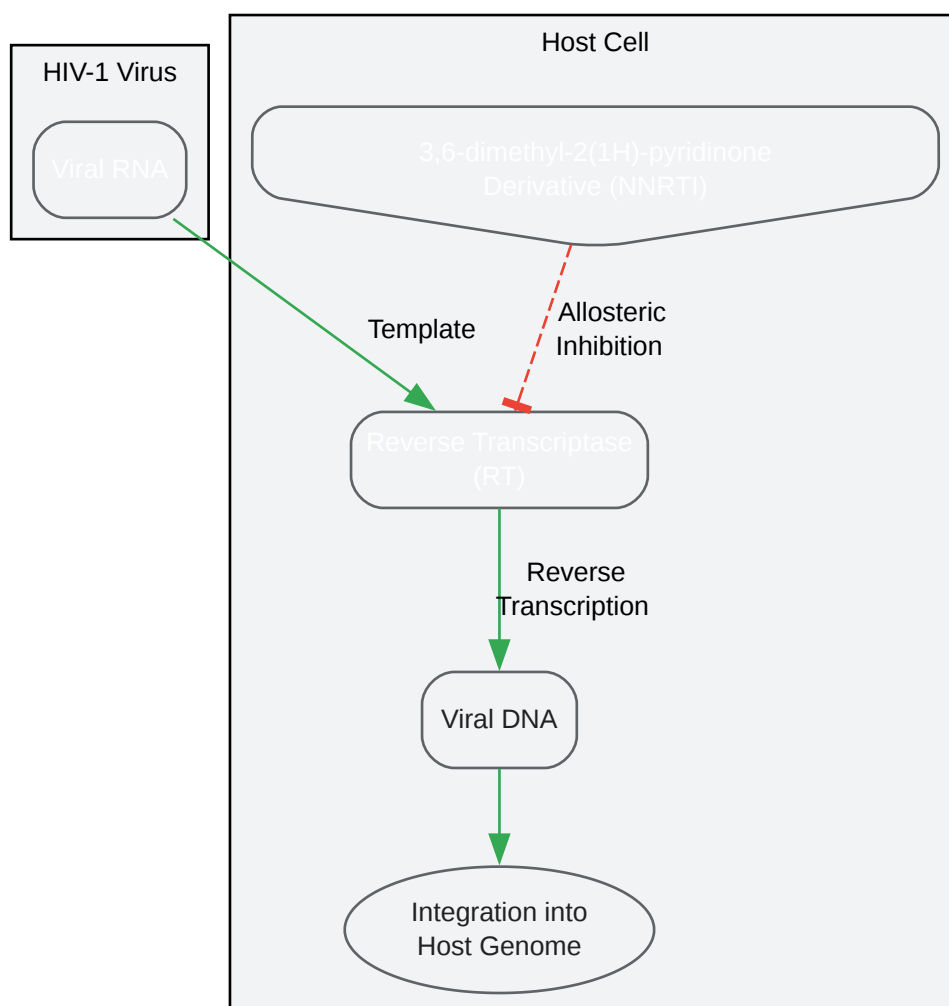 Host Cell
HIV-1 Virus
Viral RNA
3,6-dimethyl-2(1H)-pyridinone
Derivative (NNRTI)
Template
Allosteric
Inhibition
Reverse Transcriptase
(RT)
Reverse
Transcription
Viral DNA
Integration into
Host Genome